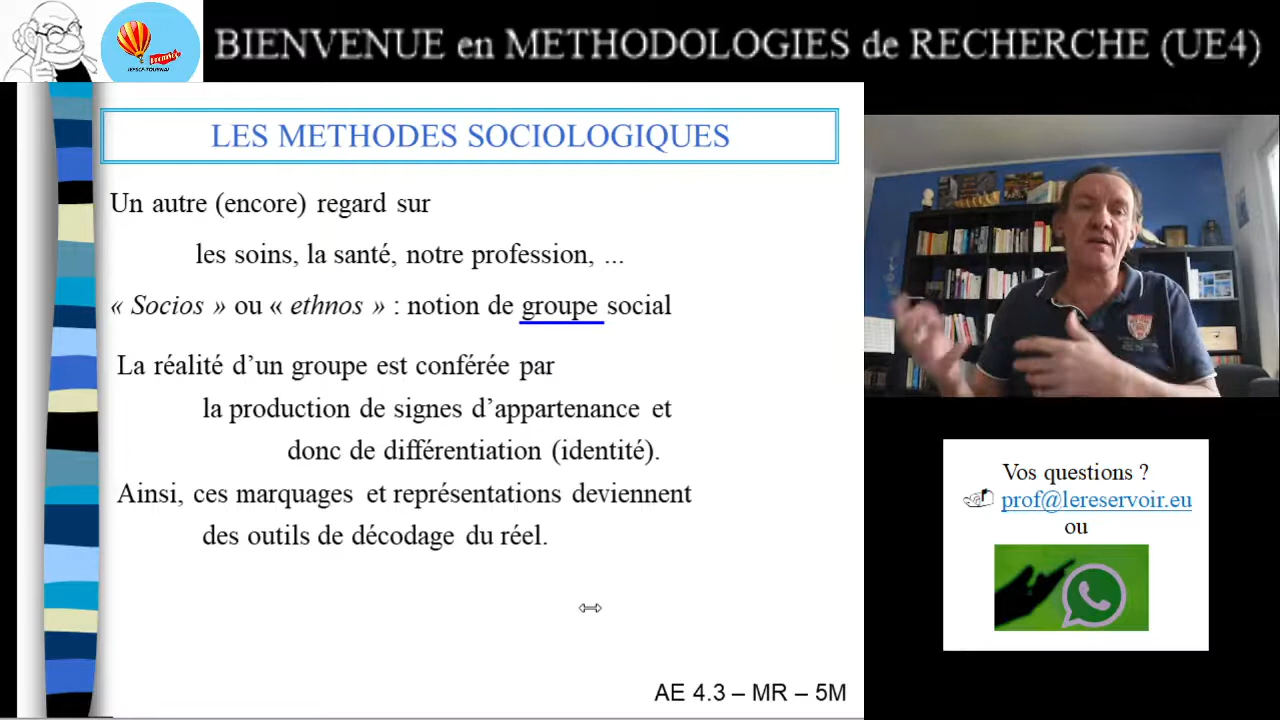 BIENVENUE en METHODOLOGIES de RECHERCHE (UE4)
IEPSCF-TOURNAI
LES METHODES SOCIOLOGIQUES
Un autre (encore) regard sur
les soins, la santé, notre profession, ...
« Socios » ou « ethnos » : notion de groupe social
La réalité d’un groupe est conférée par
la production de signes d’appartenance et
donc de différentiation (identité).
Ainsi, ces marquages et représentations deviennent
des outils de décodage du réel.
AE 4.3 – MR – 5M
Vos questions ?
prof@lereservoir.eu
ou